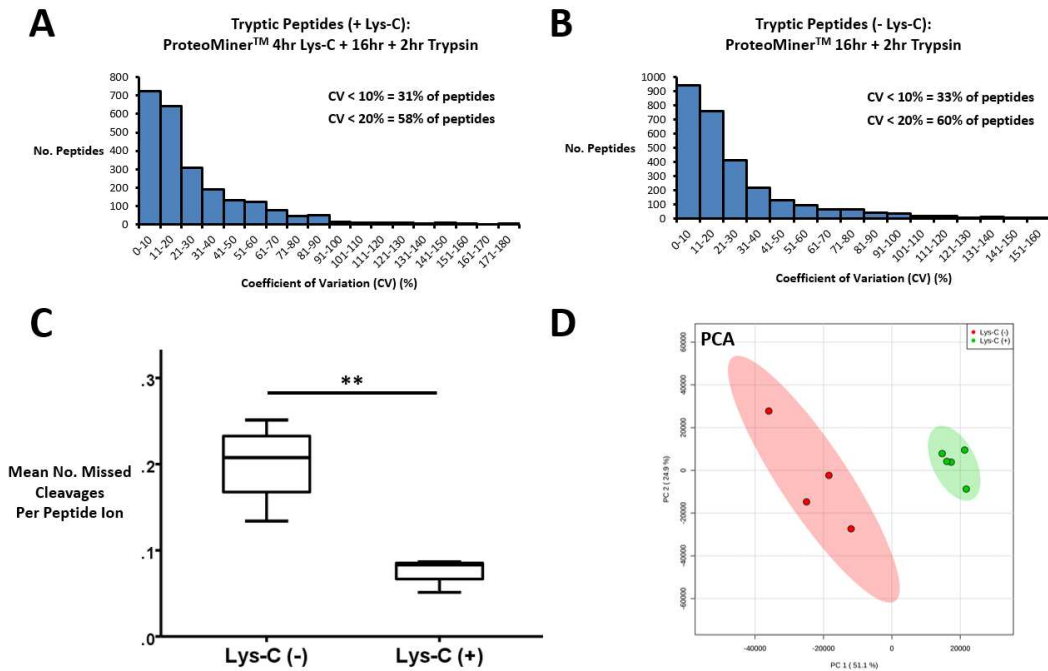 A
Tryptic Peptides (+ Lys-C):
ProteoMiner™ 4hr Lys-C + 16hr + 2hr Trypsin
CV < 10% = 31% of peptides
CV < 20% = 58% of peptides
No. Peptides
800
700
600
500
400
300
200
100
0
0-10
11-20
21-30
31-40
41-50
51-60
61-70
71-80
81-90
91-100
101-110
111-120
121-130
131-140
141-150
151-160
161-170
171-180
Coefficient of Variation (CV) (%)
B
Tryptic Peptides (- Lys-C):
ProteoMiner™ 16hr + 2hr Trypsin
CV < 10% = 33% of peptides
CV < 20% = 60% of peptides
No. Peptides
1000
900
800
700
600
500
400
300
200
100
0
0-10
11-20
21-30
31-40
41-50
51-60
61-70
71-80
81-90
91-100
101-110
111-120
121-130
131-140
141-150
151-160
Coefficient of Variation (CV) (%)
C
**
Mean No. Missed
Cleavages
Per Peptide Ion
.3
.2
.1
.0
Lys-C (-)
Lys-C (+)
D
PCA
Lys-C (-)
Lys-C (+)
PC 2 ( 24.9 %)
60000
40000
20000
0
-20000
-40000
-60000
-40000
-20000
0
20000
PC 1 ( 51.1 %)